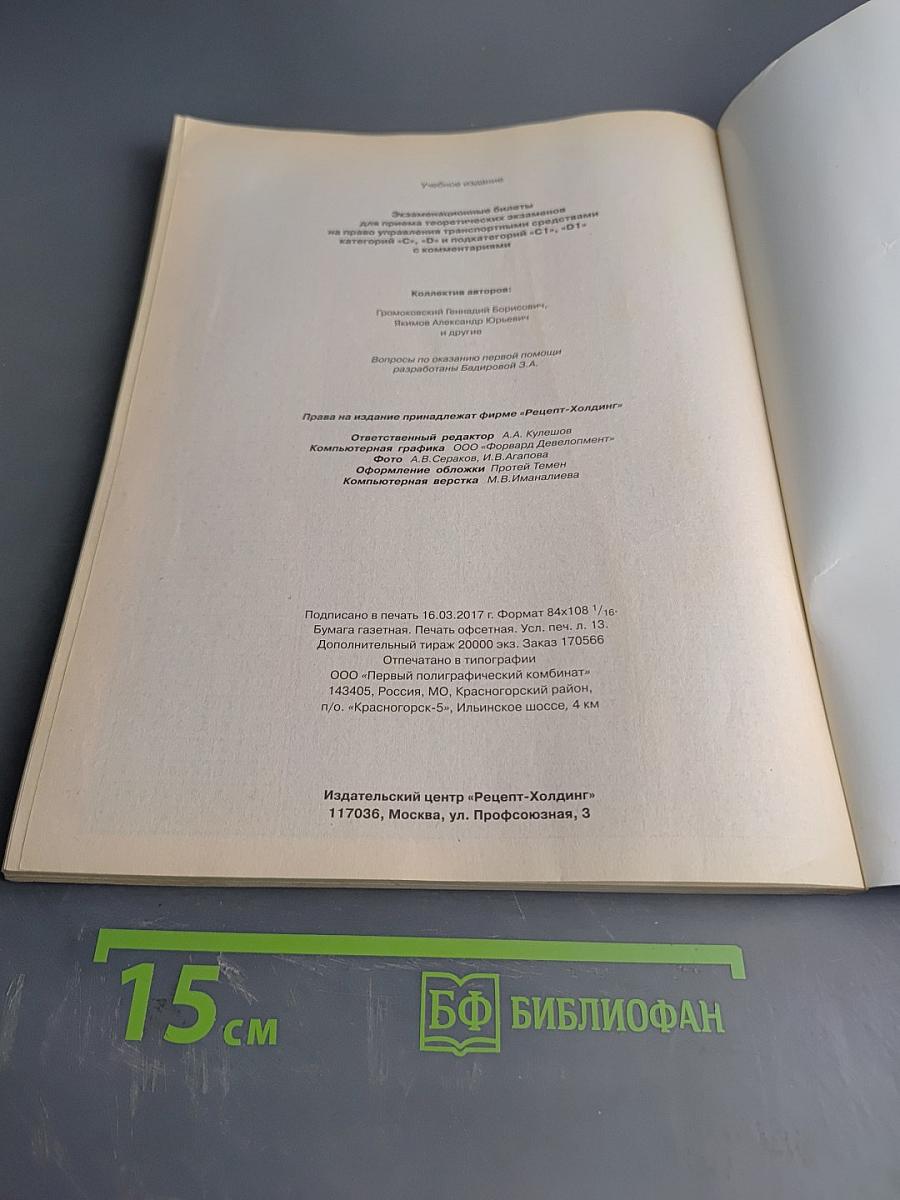 Учебное издание
Экзаменационные билеты
для приема теоретических экзаменов
на право управления транспортными средствами
категорий «C», «D» и подкатегорий «C1», «D1»
с комментариями
Коллектив авторов:
Громоковский Геннадий Борисович,
Якимов Александр Юрьевич
и другие
Вопросы по оказанию первой помощи
разработаны Бадировой З.А.
Права на издание принадлежат фирме «Рецепт-Холдинг»
Ответственный редактор А.А. Кулешов
Компьютерная графика ООО «Форвард Девелопмент»
Фото А.В.Сераков, И.В.Агапова
Оформление обложки Протей Темен
Компьютерная верстка М.В.Иманалиева
Подписано в печать 16.03.2017 г. Формат 84х108 1/16.
Бумага газетная. Печать офсетная. Усл. печ. л. 13.
Дополнительный тираж 20000 экз. Заказ 170566
Отпечатано в типографии
ООО «Первый полиграфический комбинат»
143405, Россия, МО, Красногорский район,
п/о. «Красногорск-5», Ильинское шоссе, 4 км
Издательский центр «Рецепт-Холдинг»
117036, Москва, ул. Профсоюзная, 3
15 см
БФ БИБЛИОФАН